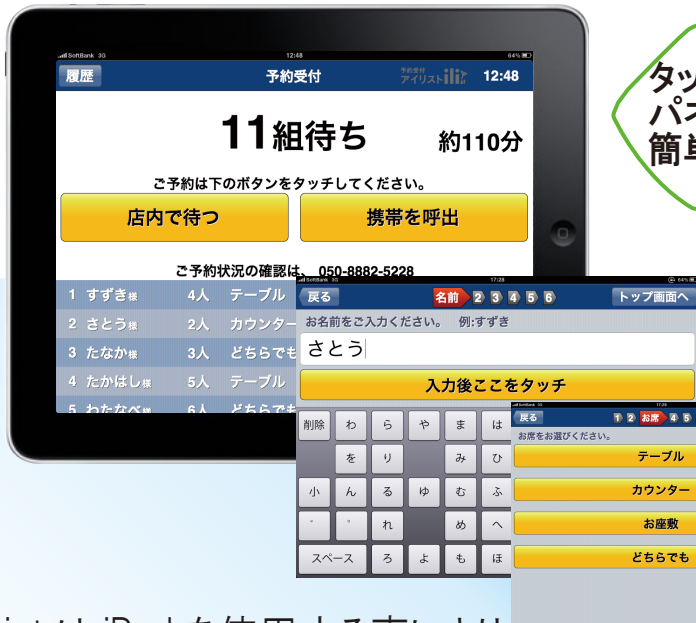 SoftBank 3G 12:48 64%
履歴 予約受付 予約受付 アイリスト ilist 12:48
11組待ち 約110分
ご予約は下のボタンをタッチしてください。
店内で待つ 携帯を呼出
ご予約状況の確認は、 050-8882-5228
1 すずき様 4人 テーブル
2 さとう様 2人 カウンター
3 たなか様 3人 どちらでも
4 たかはし様 5人 テーブル
5 わたなべ様 6人 どちらでも
タッ
パネ
簡単
SoftBank 3G 17:28 64%
戻る 名前 2 3 4 5 6 トップ画面へ
お名前をご入力ください。 例:すずき
さとう
入力後ここをタッチ
削除 わ ら や ま は
を り み ひ
小 ん る ゆ む ふ
゛ ゜ れ め へ
スペース ろ よ も ほ
SoftBank 3G 17:28
戻る 1 2 お席 4 5
お席をお選びください。
テーブル
カウンター
お座敷
どちらでも
は iPad を使用する事により